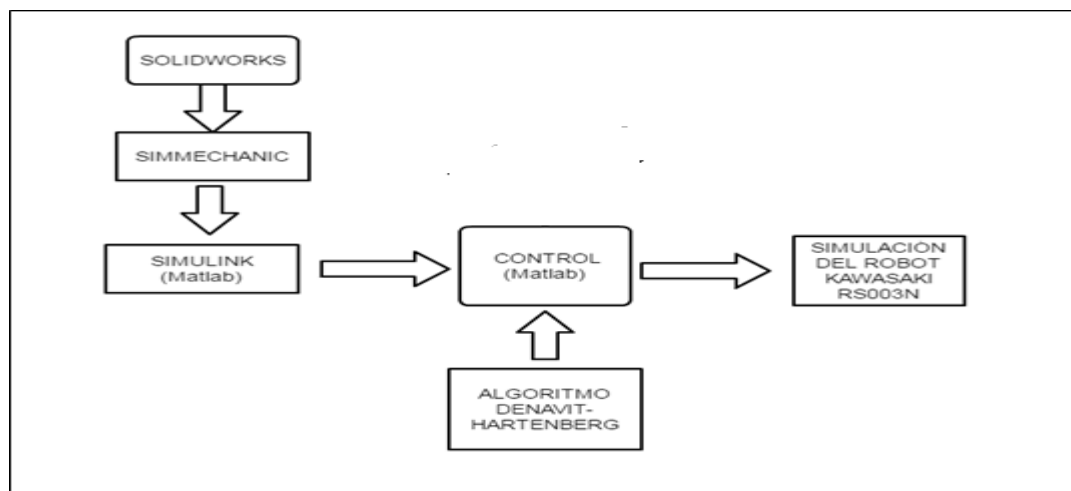 SOLIDWORKS
SIMMECHANIC
SIMULINK
(Matlab)
CONTROL
(Matlab)
SIMULACIÓN
DEL ROBOT
KAWASAKI
RS003N
ALGORITMO
DENAVIT-
HARTENBERG